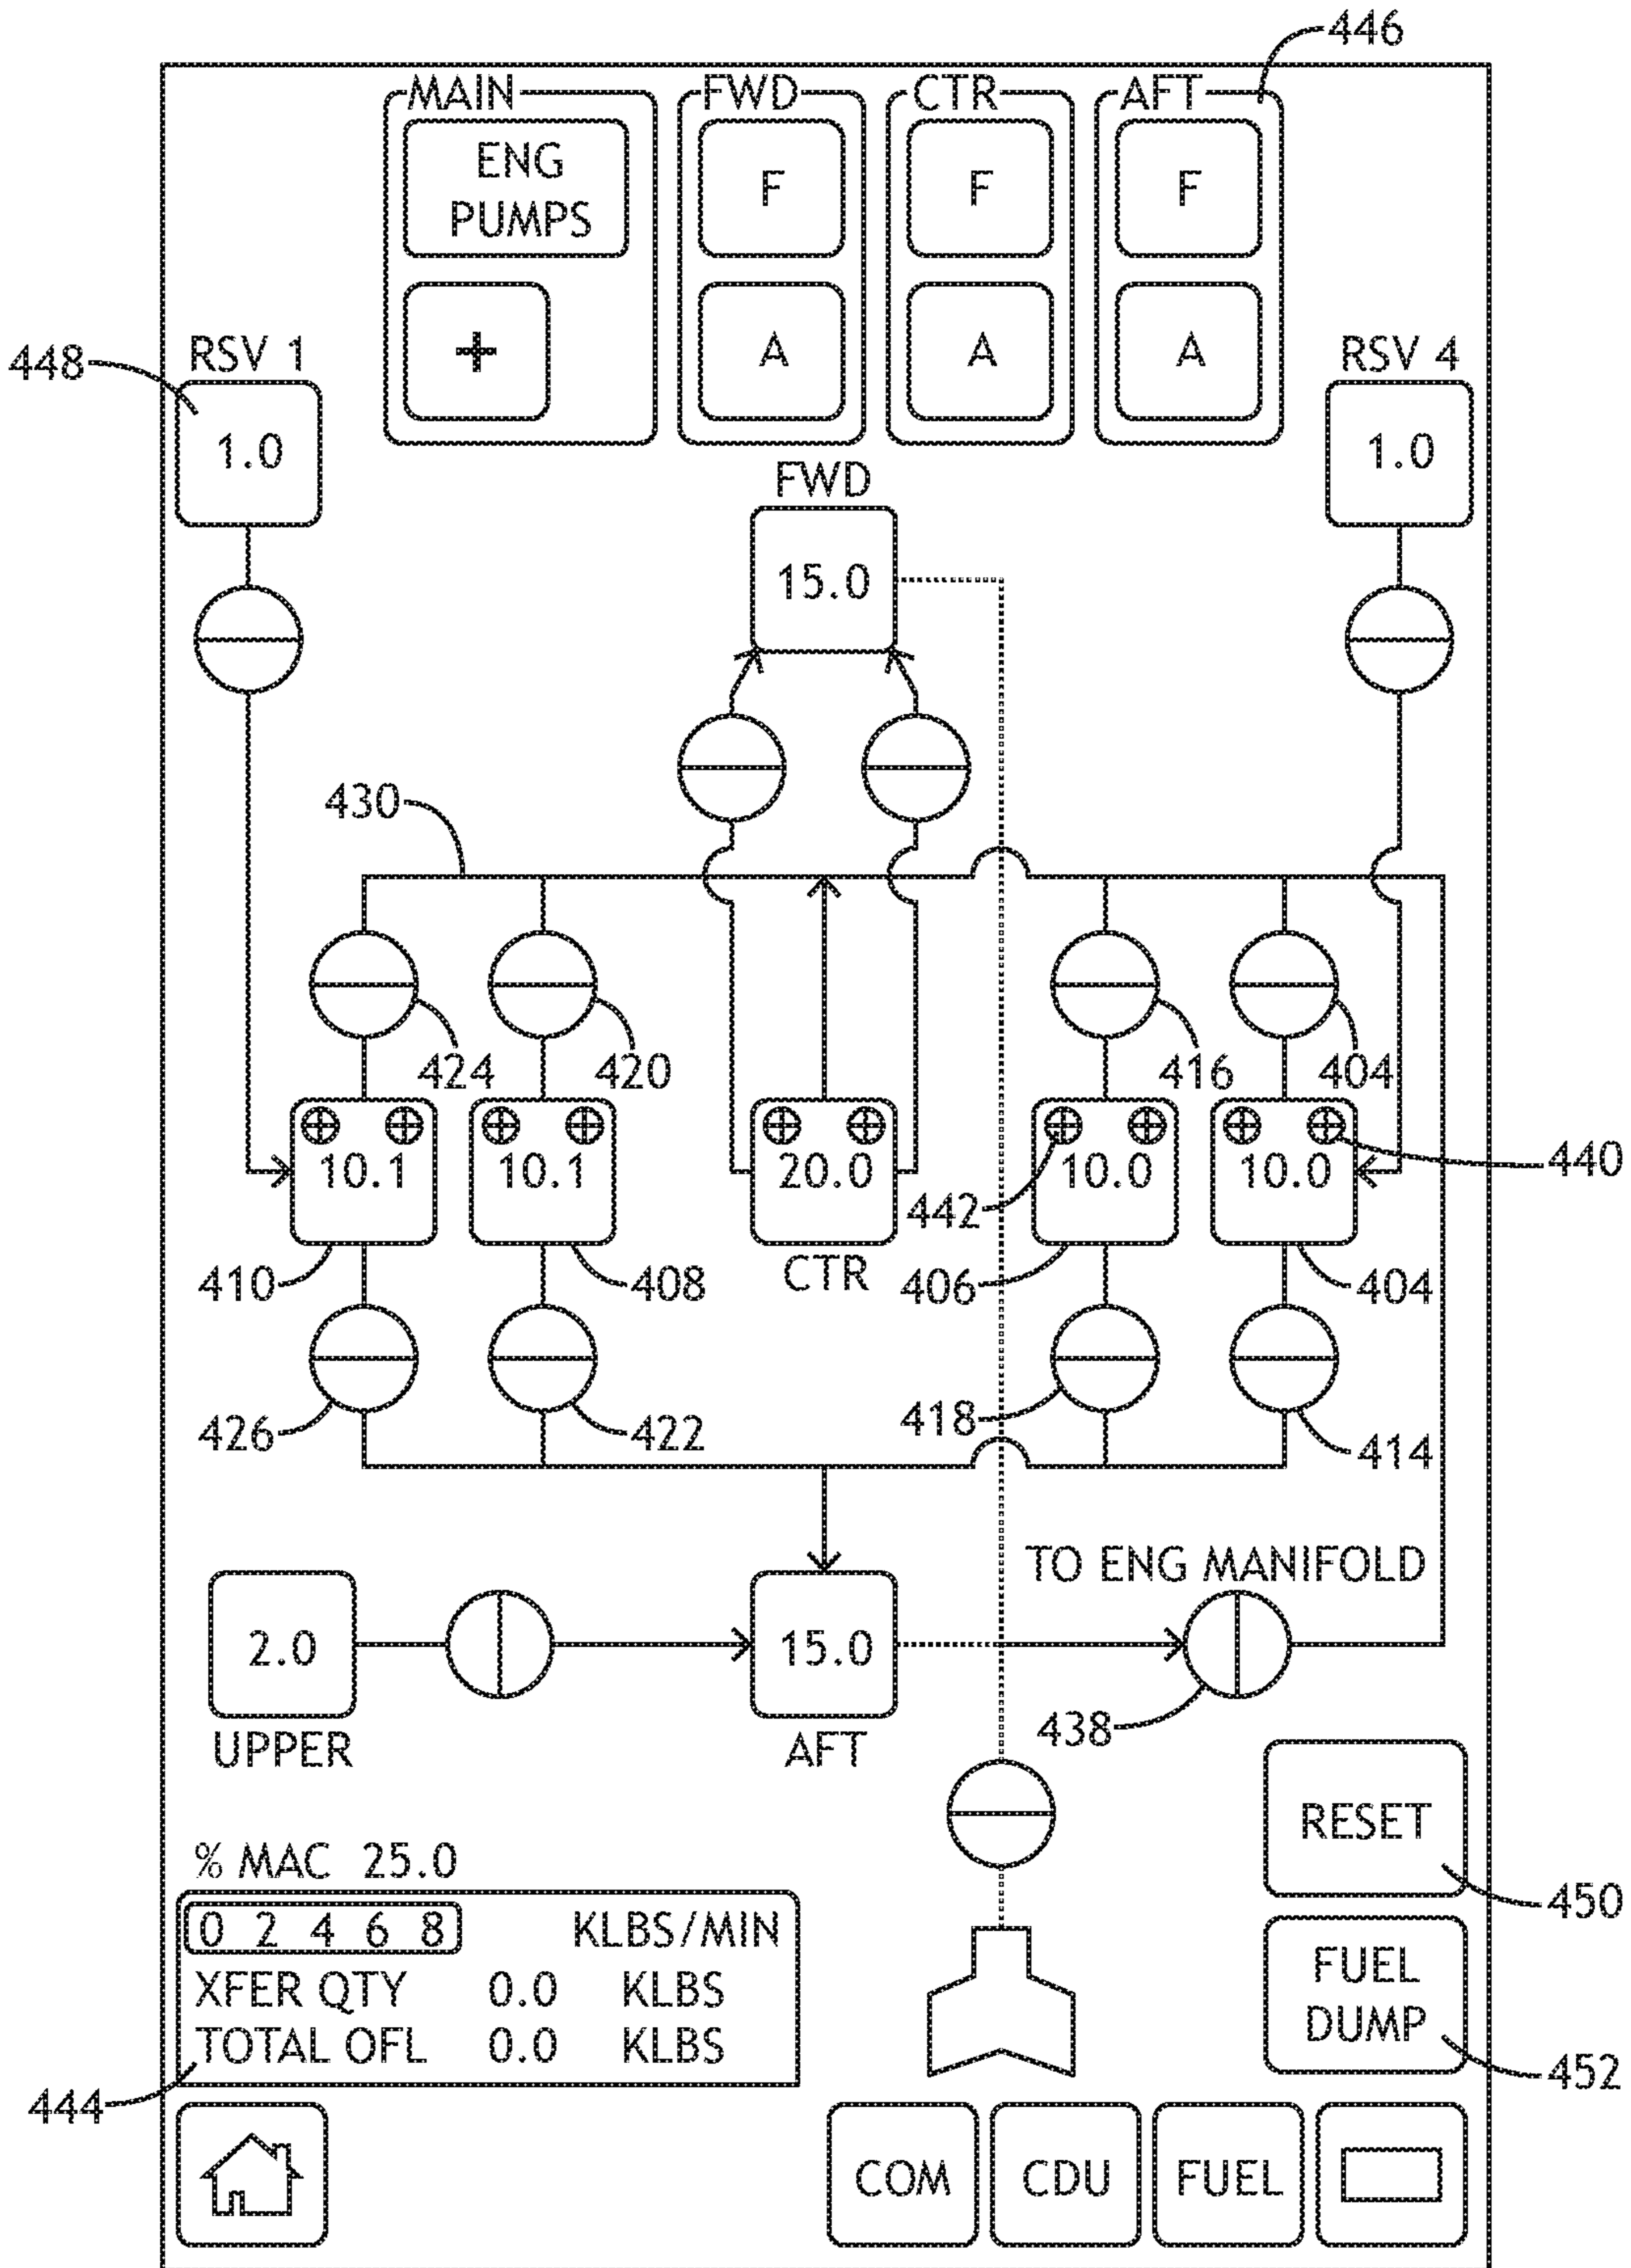 446
MAIN FWD CTR AFT
ENG PUMPS
F F F
+ A A A
448
RSV 1
1.0
RSV 4
1.0
FWD
15.0
430
424 420 416 404
10.1 10.1 20.0 10.0 10.0
440
442
410 408 CTR 406 404
426 422 418 414
TO ENG MANIFOLD
2.0 15.0
438
UPPER AFT
RESET
450
% MAC 25.0
0 2 4 6 8 KLBS/MIN
XFER QTY 0.0 KLBS
TOTAL OFL 0.0 KLBS
444
FUEL
DUMP
452
COM CDU FUEL